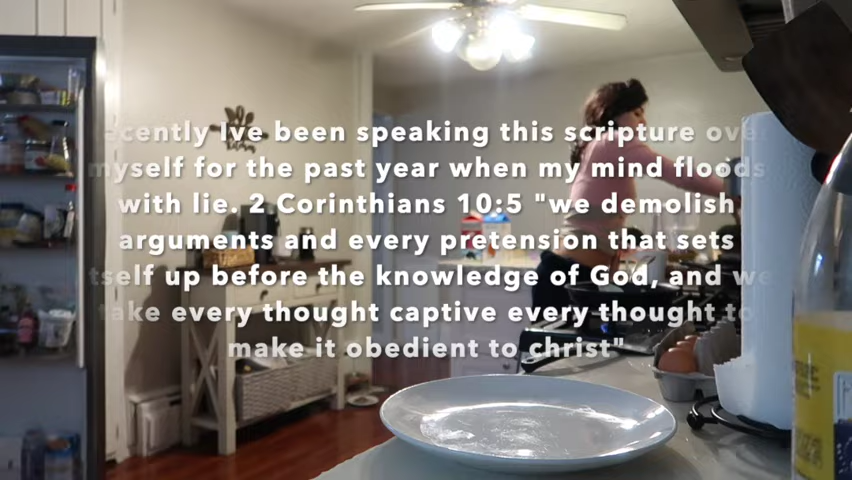 ecently Ive been speaking this scripture ove
myself for the past year when my mind floods
with lie. 2 Corinthians 10:5 "we demolish
arguments and every pretension that sets
tself up before the knowledge of God, and we
take every thought captive every thought to
make it obedient to christ"